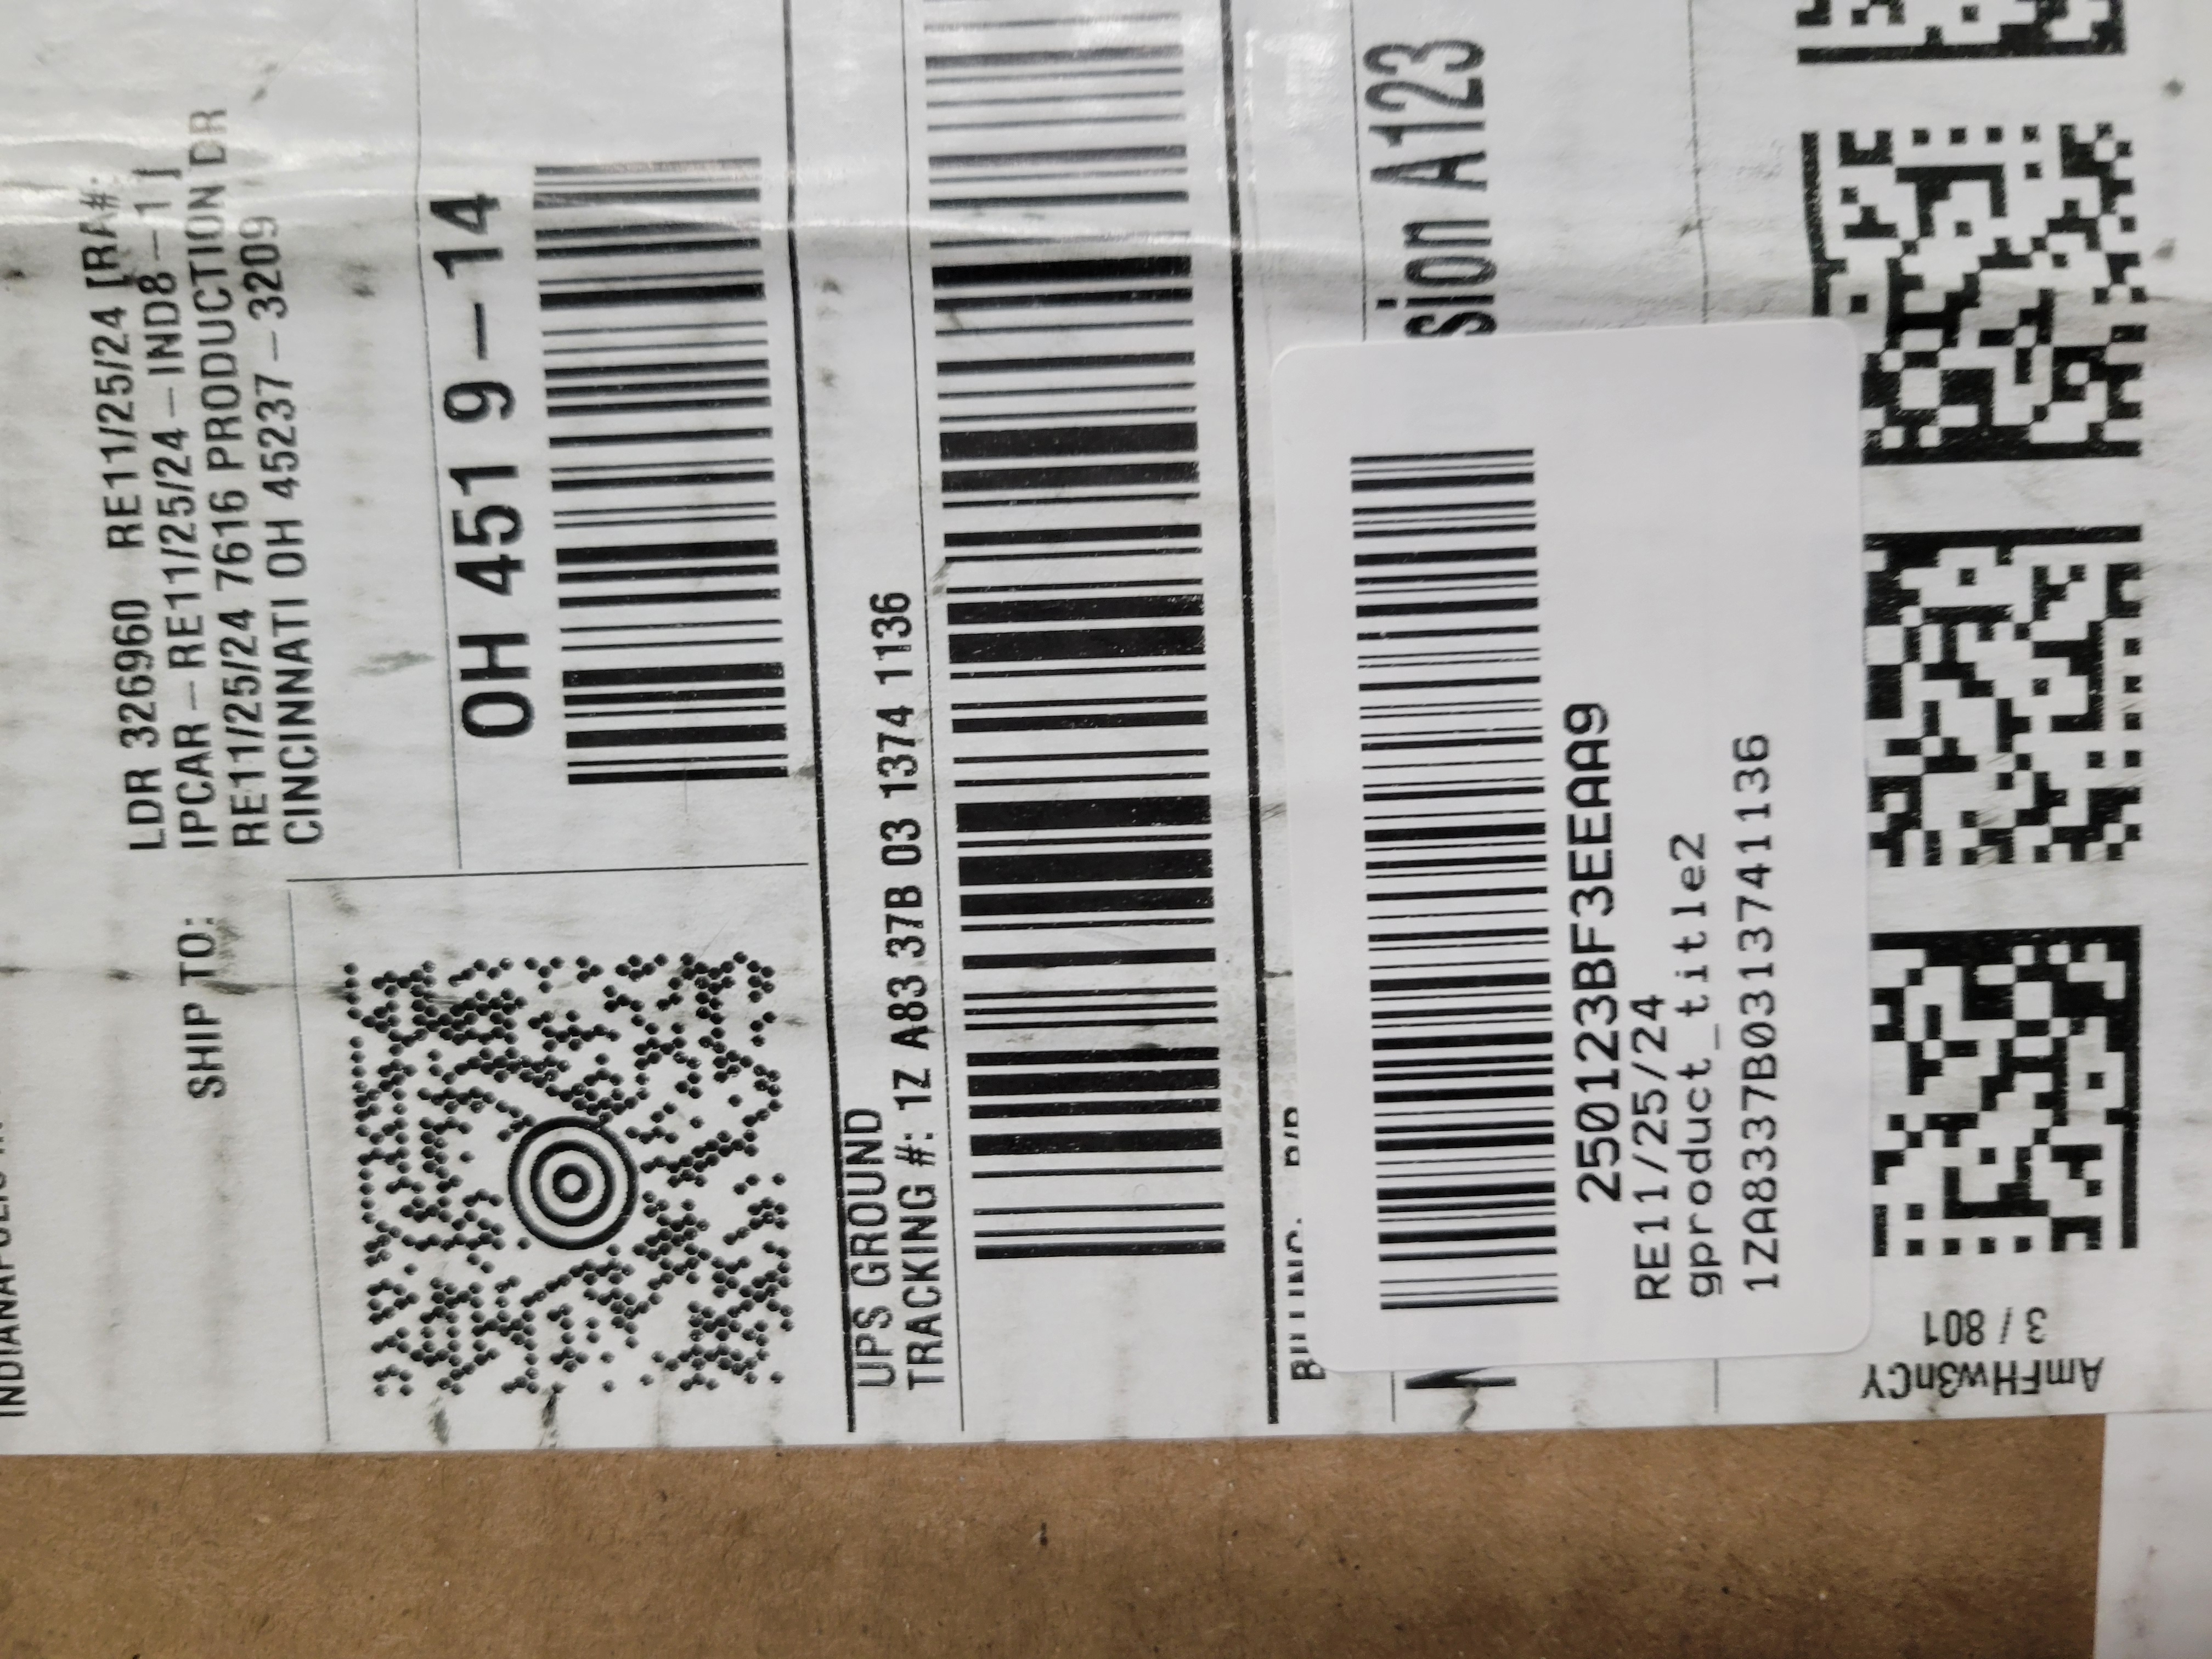 SHIP TO:
LDR 326960 RE11/25/24 [RA#:
IPCAR-RE11/25/24-IND8-1]
RE11/25/24 7616 PRODUCTION DR
CINCINNATI OH 45237-3209
OH 451 9-14
UPS GROUND
TRACKING #: 1Z A83 37B 03 1374 1136
sion A123
250123BF3EEAA9
RE11/25/24
gproduct_title2
1ZA8337B0313741136
AmFHw3nCY
3 / 801